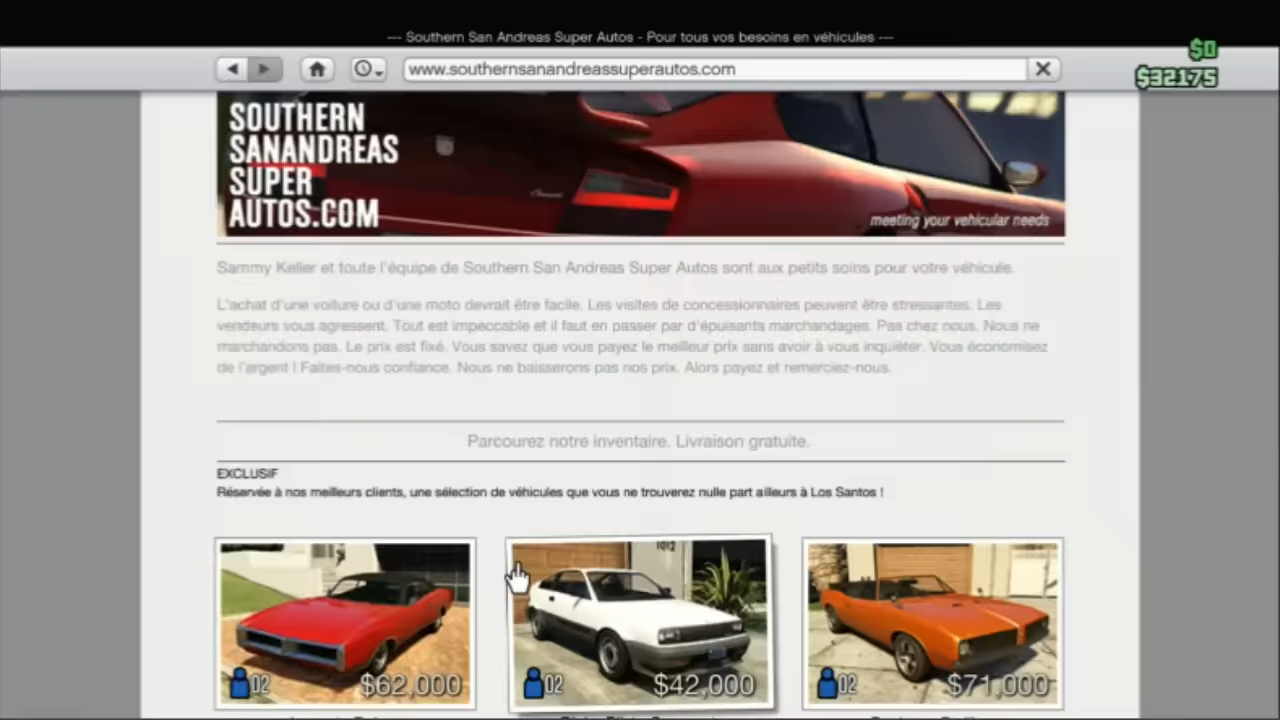 --- Southern San Andreas Super Autos - Pour tous vos besoins en véhicules ---
$0
www.southernsanandreassuperautos.com
$32175
SOUTHERN
SANANDREAS
SUPER
AUTOS.COM
meeting your vehicular needs
Sammy Keller et toute l'équipe de Southern San Andreas Super Autos sont aux petits soins pour votre véhicule.
L'achat d'une voiture ou d'une moto devrait être facile. Les visites de concessionnaires peuvent être stressantes. Les
vendeurs vous agressent. Tout est impeccable et il faut en passer par d'épuisants marchandages. Pas chez nous. Nous ne
marchandons pas. Le prix est fixé. Vous savez que vous payez le meilleur prix sans avoir à vous inquiéter. Vous économisez
de l'argent ! Faites-nous confiance. Nous ne baisserons pas nos prix. Alors payez et remerciez-nous.
Parcourez notre inventaire. Livraison gratuite.
EXCLUSIF
Réservée à nos meilleurs clients, une sélection de véhicules que vous ne trouverez nulle part ailleurs à Los Santos !
1012
02 $62,000
02 $42,000
02 $71,000